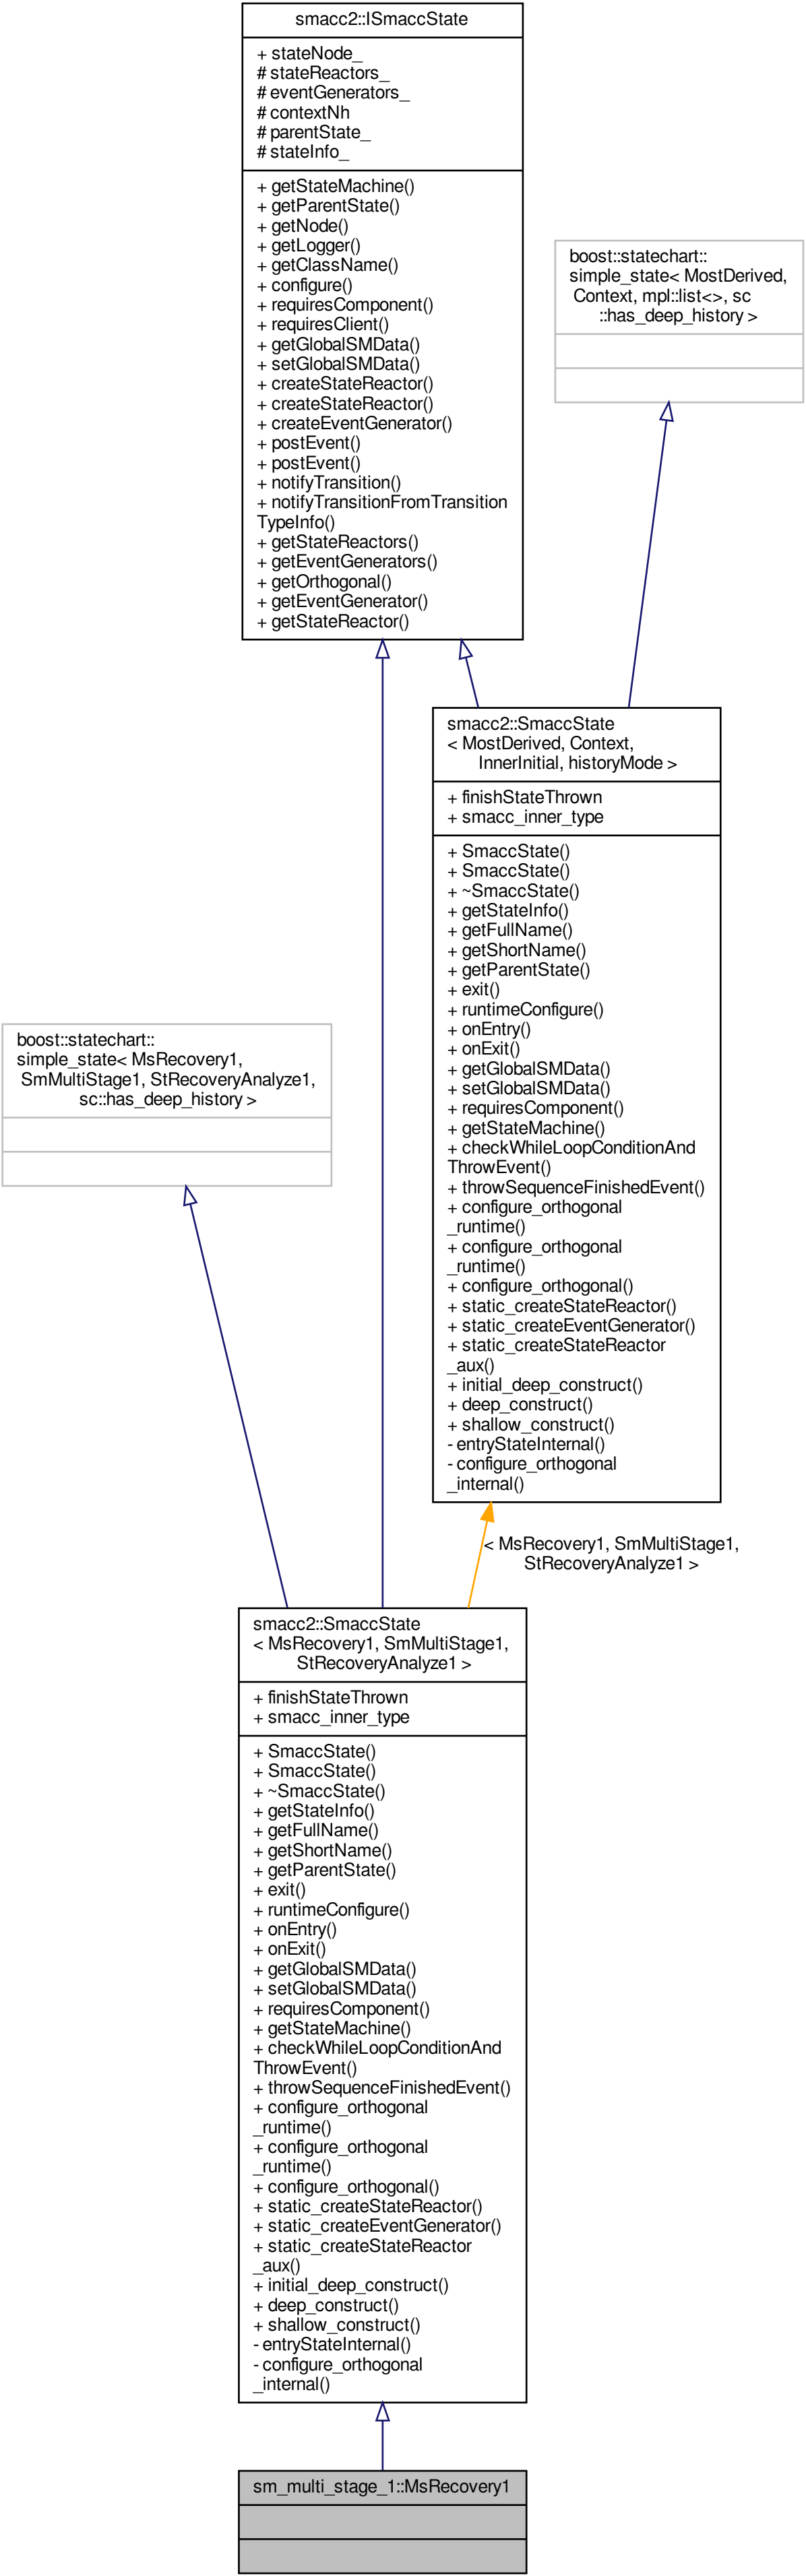 smacc2::ISmaccState
+ stateNode_
# stateReactors_
# eventGenerators_
# contextNh
# parentState_
# stateInfo_
+ getStateMachine()
+ getParentState()
+ getNode()
+ getLogger()
+ getClassName()
+ configure()
+ requiresComponent()
+ requiresClient()
+ getGlobalSMData()
+ setGlobalSMData()
+ createStateReactor()
+ createStateReactor()
+ createEventGenerator()
+ postEvent()
+ postEvent()
+ notifyTransition()
+ notifyTransitionFromTransition
TypeInfo()
+ getStateReactors()
+ getEventGenerators()
+ getOrthogonal()
+ getEventGenerator()
+ getStateReactor()
boost::statechart::
simple_state< MostDerived,
Context, mpl::list<>, sc
::has_deep_history >
smacc2::SmaccState
< MostDerived, Context,
InnerInitial, historyMode >
+ finishStateThrown
+ smacc_inner_type
+ SmaccState()
+ SmaccState()
+ ~SmaccState()
+ getStateInfo()
+ getFullName()
+ getShortName()
+ getParentState()
+ exit()
+ runtimeConfigure()
+ onEntry()
+ onExit()
+ getGlobalSMData()
+ setGlobalSMData()
+ requiresComponent()
+ getStateMachine()
+ checkWhileLoopConditionAnd
ThrowEvent()
+ throwSequenceFinishedEvent()
+ configure_orthogonal
_runtime()
+ configure_orthogonal
_runtime()
+ configure_orthogonal()
+ static_createStateReactor()
+ static_createEventGenerator()
+ static_createStateReactor
_aux()
+ initial_deep_construct()
+ deep_construct()
+ shallow_construct()
- entryStateInternal()
- configure_orthogonal
_internal()
boost::statechart::
simple_state< MsRecovery1,
SmMultiStage1, StRecoveryAnalyze1,
sc::has_deep_history >
< MsRecovery1, SmMultiStage1,
StRecoveryAnalyze1 >
smacc2::SmaccState
< MsRecovery1, SmMultiStage1,
StRecoveryAnalyze1 >
+ finishStateThrown
+ smacc_inner_type
+ SmaccState()
+ SmaccState()
+ ~SmaccState()
+ getStateInfo()
+ getFullName()
+ getShortName()
+ getParentState()
+ exit()
+ runtimeConfigure()
+ onEntry()
+ onExit()
+ getGlobalSMData()
+ setGlobalSMData()
+ requiresComponent()
+ getStateMachine()
+ checkWhileLoopConditionAnd
ThrowEvent()
+ throwSequenceFinishedEvent()
+ configure_orthogonal
_runtime()
+ configure_orthogonal
_runtime()
+ configure_orthogonal()
+ static_createStateReactor()
+ static_createEventGenerator()
+ static_createStateReactor
_aux()
+ initial_deep_construct()
+ deep_construct()
+ shallow_construct()
- entryStateInternal()
- configure_orthogonal
_internal()
sm_multi_stage_1::MsRecovery1